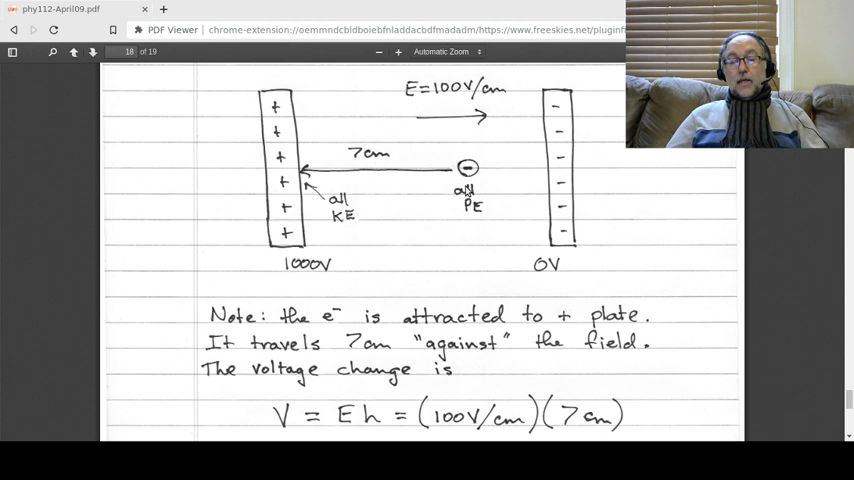 phy112-April09.pdf
PDF Viewer
chrome-extension://oemmndcbldboiebfnladdacbdfmadadm/https://www.freeskies.net/pluginfi
18 of 19
− + Automatic Zoom
E=100V/cm
+ −
+ −
7cm
+ − −
+ −
all KE
all PE
+ −
+ −
1000V 0V
Note: the e⁻ is attracted to + plate.
It travels 7cm "against" the field.
The voltage change is
V = E h = (100V/cm)(7cm)